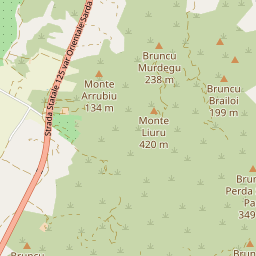 Strada Statale 125 var Orientale Sarda
Bruncu
Murdegu
238 m
Monte
Arrubiu
134 m
Bruncu
Brailoi
199 m
Monte
Liuru
420 m
Brun
Perda
Pa
349
Bruncu
Brun